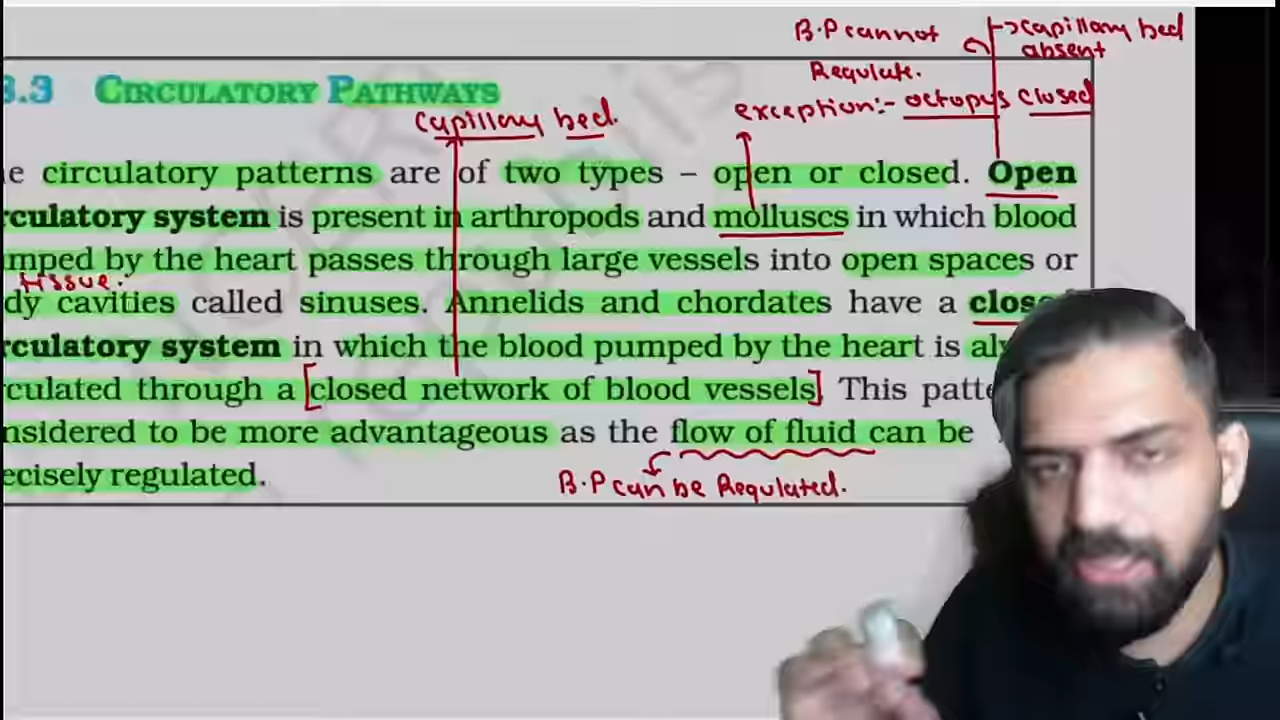 B.P cannot → capillary bed
absent
Regulate.
exception:- octopus closed
3.3 CIRCULATORY PATHWAYS
capillary bed.
e circulatory patterns are of two types – open or closed. Open
rculatory system is present in arthropods and molluscs in which blood
mped by the heart passes through large vessels into open spaces or
tissue.
dy cavities called sinuses. Annelids and chordates have a close
rculatory system in which the blood pumped by the heart is al
culated through a [closed network of blood vessels]. This patte
nsidered to be more advantageous as the flow of fluid can be
ecisely regulated.
B.P can be Regulated.